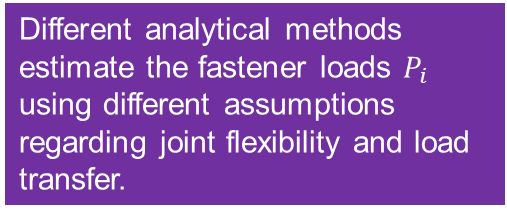 Different analytical methods
estimate the fastener loads 𝑃𝑖
using different assumptions
regarding joint flexibility and load
transfer.